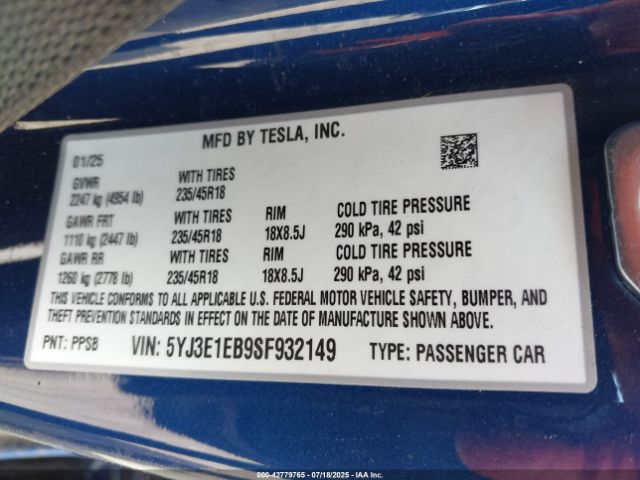 MFD BY TESLA, INC.
01/25
GVWR WITH TIRES
2247 kg (4954 lb) 235/45R18
GAWR FRT WITH TIRES RIM COLD TIRE PRESSURE
1110 kg (2447 lb) 235/45R18 18X8.5J 290 kPa, 42 psi
GAWR RR WITH TIRES RIM COLD TIRE PRESSURE
1260 kg (2778 lb) 235/45R18 18X8.5J 290 kPa, 42 psi
THIS VEHICLE CONFORMS TO ALL APPLICABLE U.S. FEDERAL MOTOR VEHICLE SAFETY, BUMPER, AND
THEFT PREVENTION STANDARDS IN EFFECT ON THE DATE OF MANUFACTURE SHOWN ABOVE.
PNT: PPSB VIN: 5YJ3E1EB9SF932149 TYPE: PASSENGER CAR
000-42779765 | 07/18/2025 | IAA Inc.